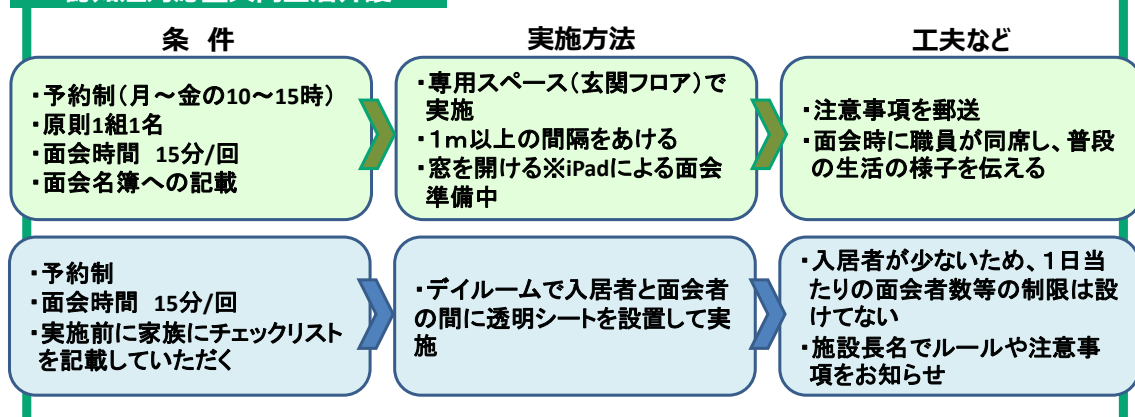 条 件
実施方法
工夫など
・予約制（月～金の10～15時）
・原則1組1名
・面会時間 15分/回
・面会名簿への記載
・専用スペース（玄関フロア）で
実施
・１ｍ以上の間隔をあける
・窓を開ける※iPadによる面会
準備中
・注意事項を郵送
・面会時に職員が同席し、普段
の生活の様子を伝える
・予約制
・面会時間 15分/回
・実施前に家族にチェックリスト
を記載していただく
・デイルームで入居者と面会者
の間に透明シートを設置して実
施
・入居者が少ないため、１日当
たりの面会者数等の制限は設
けてない
・施設長名でルールや注意事
項をお知らせ